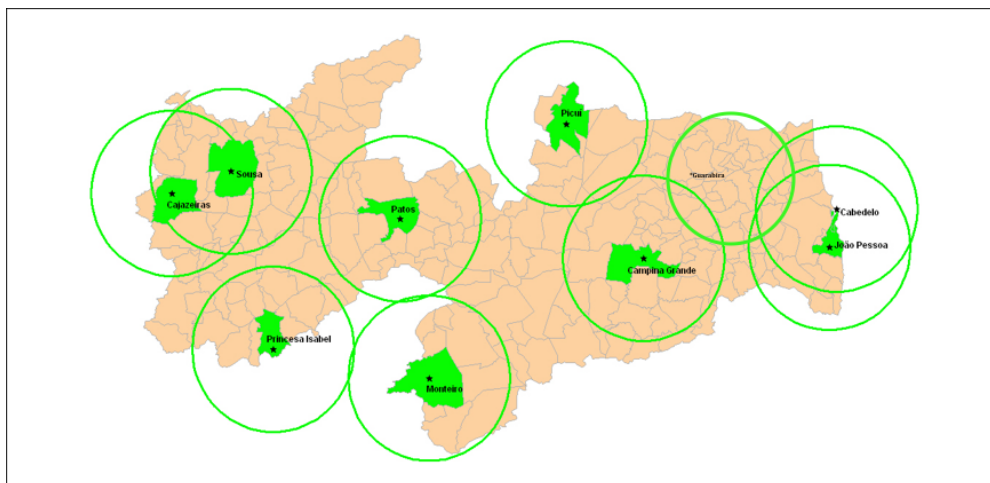 Picuí
Sousa
*Guarabira
Cajazeiras
Patos
Cabedelo
João Pessoa
Campina Grande
Princesa Isabel
Monteiro